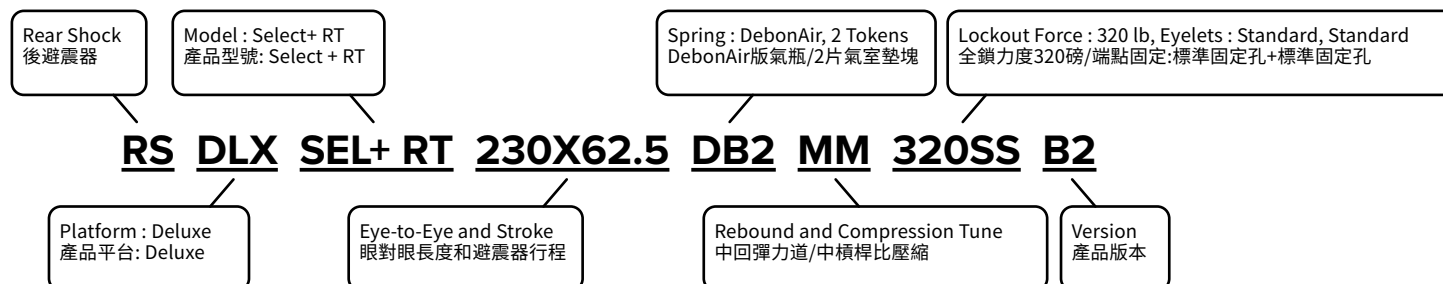 Rear Shock
後避震器
Model : Select+ RT
產品型號: Select + RT
Spring : DebonAir, 2 Tokens
DebonAir版氣瓶/2片氣室墊塊
Lockout Force : 320 lb, Eyelets : Standard, Standard
全鎖力度320磅/端點固定:標準固定孔+標準固定孔
RS DLX SEL+ RT 230X62.5 DB2 MM 320SS B2
Platform : Deluxe
產品平台: Deluxe
Eye-to-Eye and Stroke
眼對眼長度和避震器行程
Rebound and Compression Tune
中回彈力道/中槓桿比壓縮
Version
產品版本